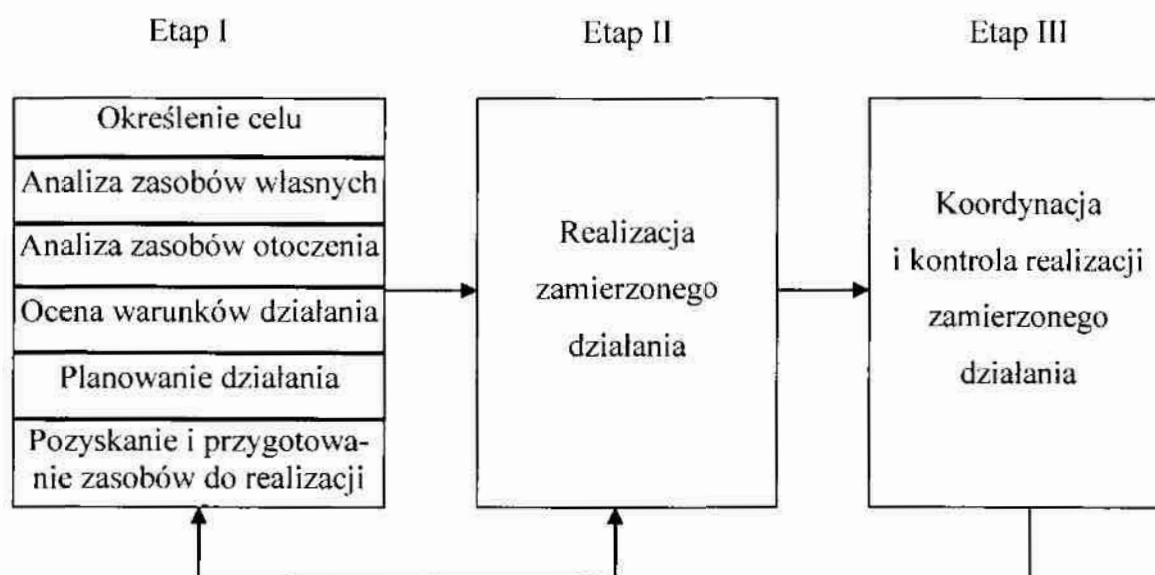 Etap I
Etap II
Etap III
Określenie celu
Analiza zasobów własnych
Analiza zasobów otoczenia
Ocena warunków działania
Planowanie działania
Pozyskanie i przygotowa-
nie zasobów do realizacji
Realizacja
zamierzonego
działania
Koordynacja
i kontrola realizacji
zamierzonego
działania